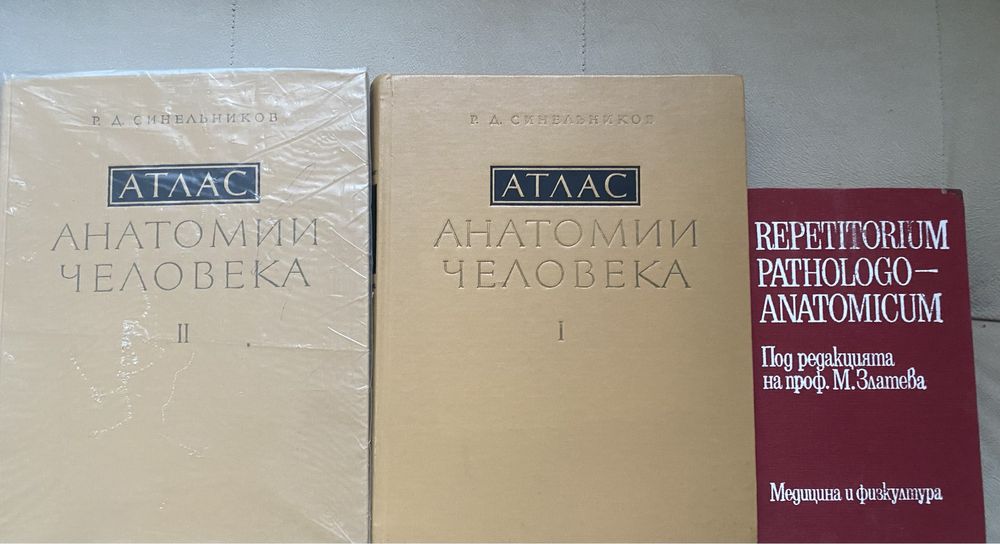 Р. Д. СИНЕЛЬНИКОВ
АТЛАС
АНАТОМИИ
ЧЕЛОВЕКА
II
Р. Д. СИНЕЛЬНИКОВ
АТЛАС
АНАТОМИИ
ЧЕЛОВЕКА
I
REPETITORIUM
PATHOLOGO—
ANATOMICUM
Под редакцията
на проф. М. Златева
Медицина и физкултура